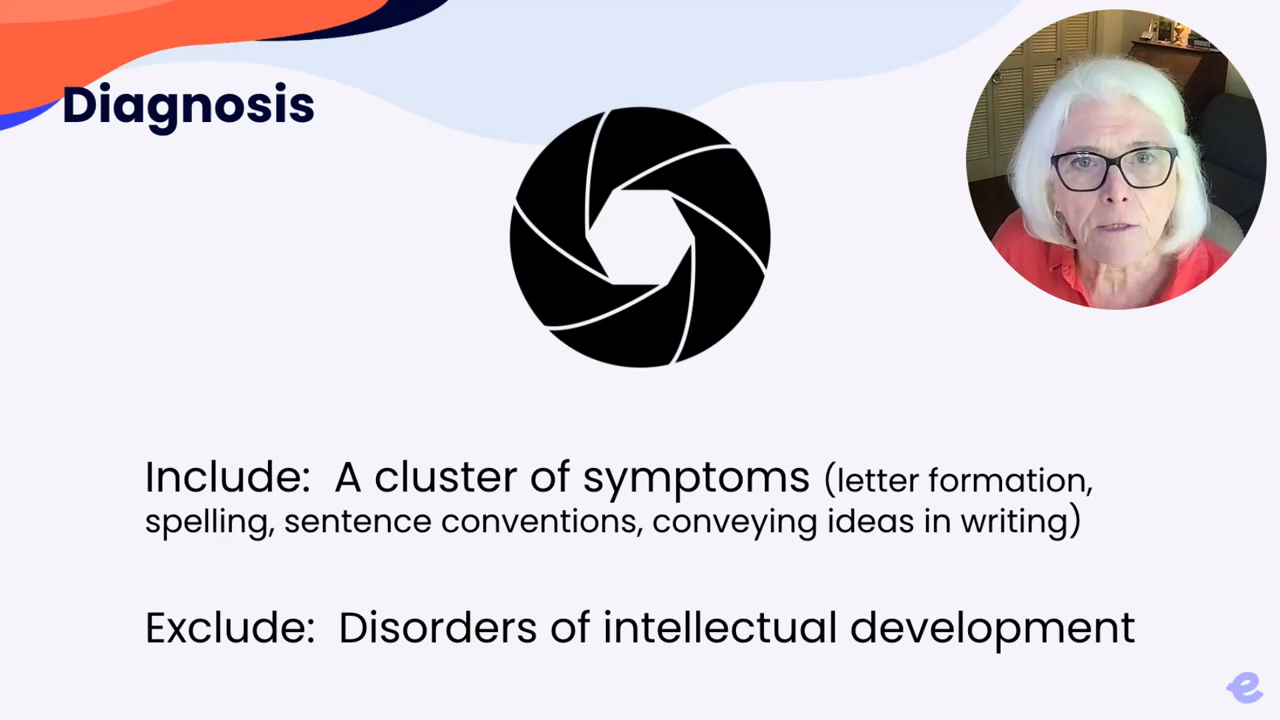 Diagnosis
Include: A cluster of symptoms (letter formation,
spelling, sentence conventions, conveying ideas in writing)
Exclude: Disorders of intellectual development
e